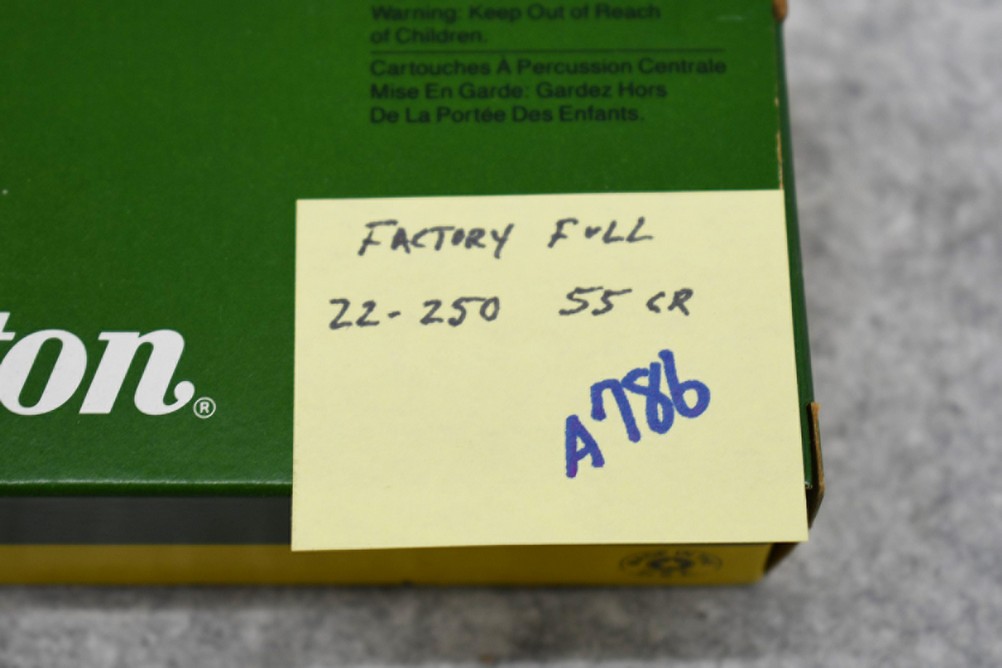 Warning: Keep Out of Reach
of Children.
Cartouches À Percussion Centrale
Mise En Garde: Gardez Hors
De La Portée Des Enfants.
FACTORY FULL
22-250 55 GR
A786
ton®